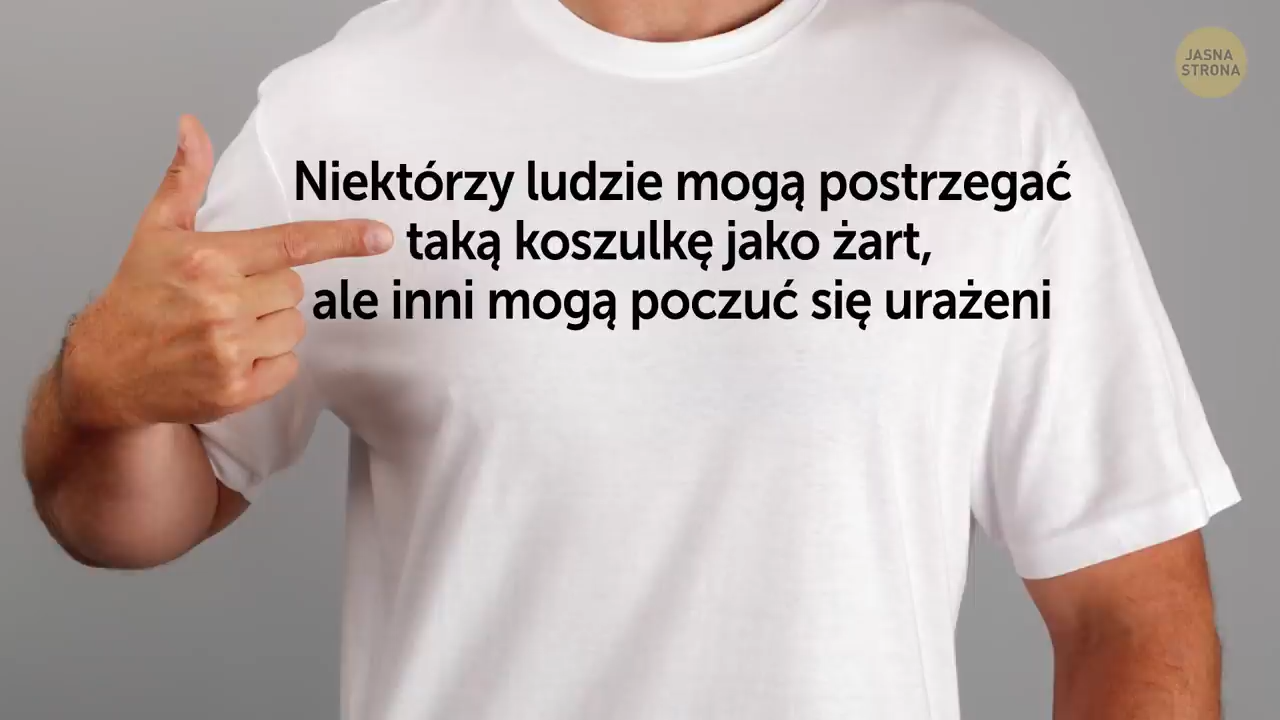 JASNA
STRONA
Niektórzy ludzie mogą postrzegać
taką koszulkę jako żart,
ale inni mogą poczuć się urażeni